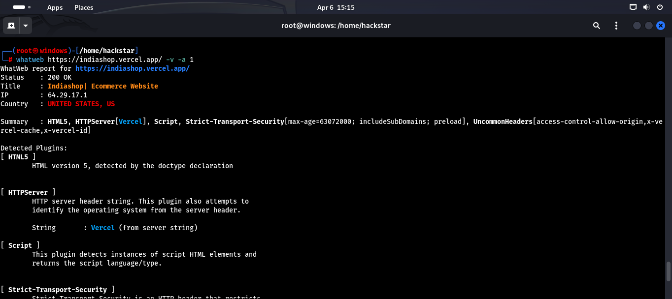 Apps Places Apr 6 15:15
root@windows: /home/hackstar
(root㉿windows)-[/home/hackstar]
# whatweb https://indiashop.vercel.app/ -v -a 1
WhatWeb report for https://indiashop.vercel.app/
Status : 200 OK
Title : Indiashop| Ecommerce Website
IP : 64.29.17.1
Country : UNITED STATES, US
Summary : HTML5, HTTPServer[Vercel], Script, Strict-Transport-Security[max-age=63072000; includeSubDomains; preload], UncommonHeaders[access-control-allow-origin,x-ve
rcel-cache,x-vercel-id]
Detected Plugins:
[ HTML5 ]
HTML version 5, detected by the doctype declaration
[ HTTPServer ]
HTTP server header string. This plugin also attempts to
identify the operating system from the server header.
String : Vercel (from server string)
[ Script ]
This plugin detects instances of script HTML elements and
returns the script language/type.
[ Strict-Transport-Security ]
Strict-Transport-Security is an HTTP header that restricts